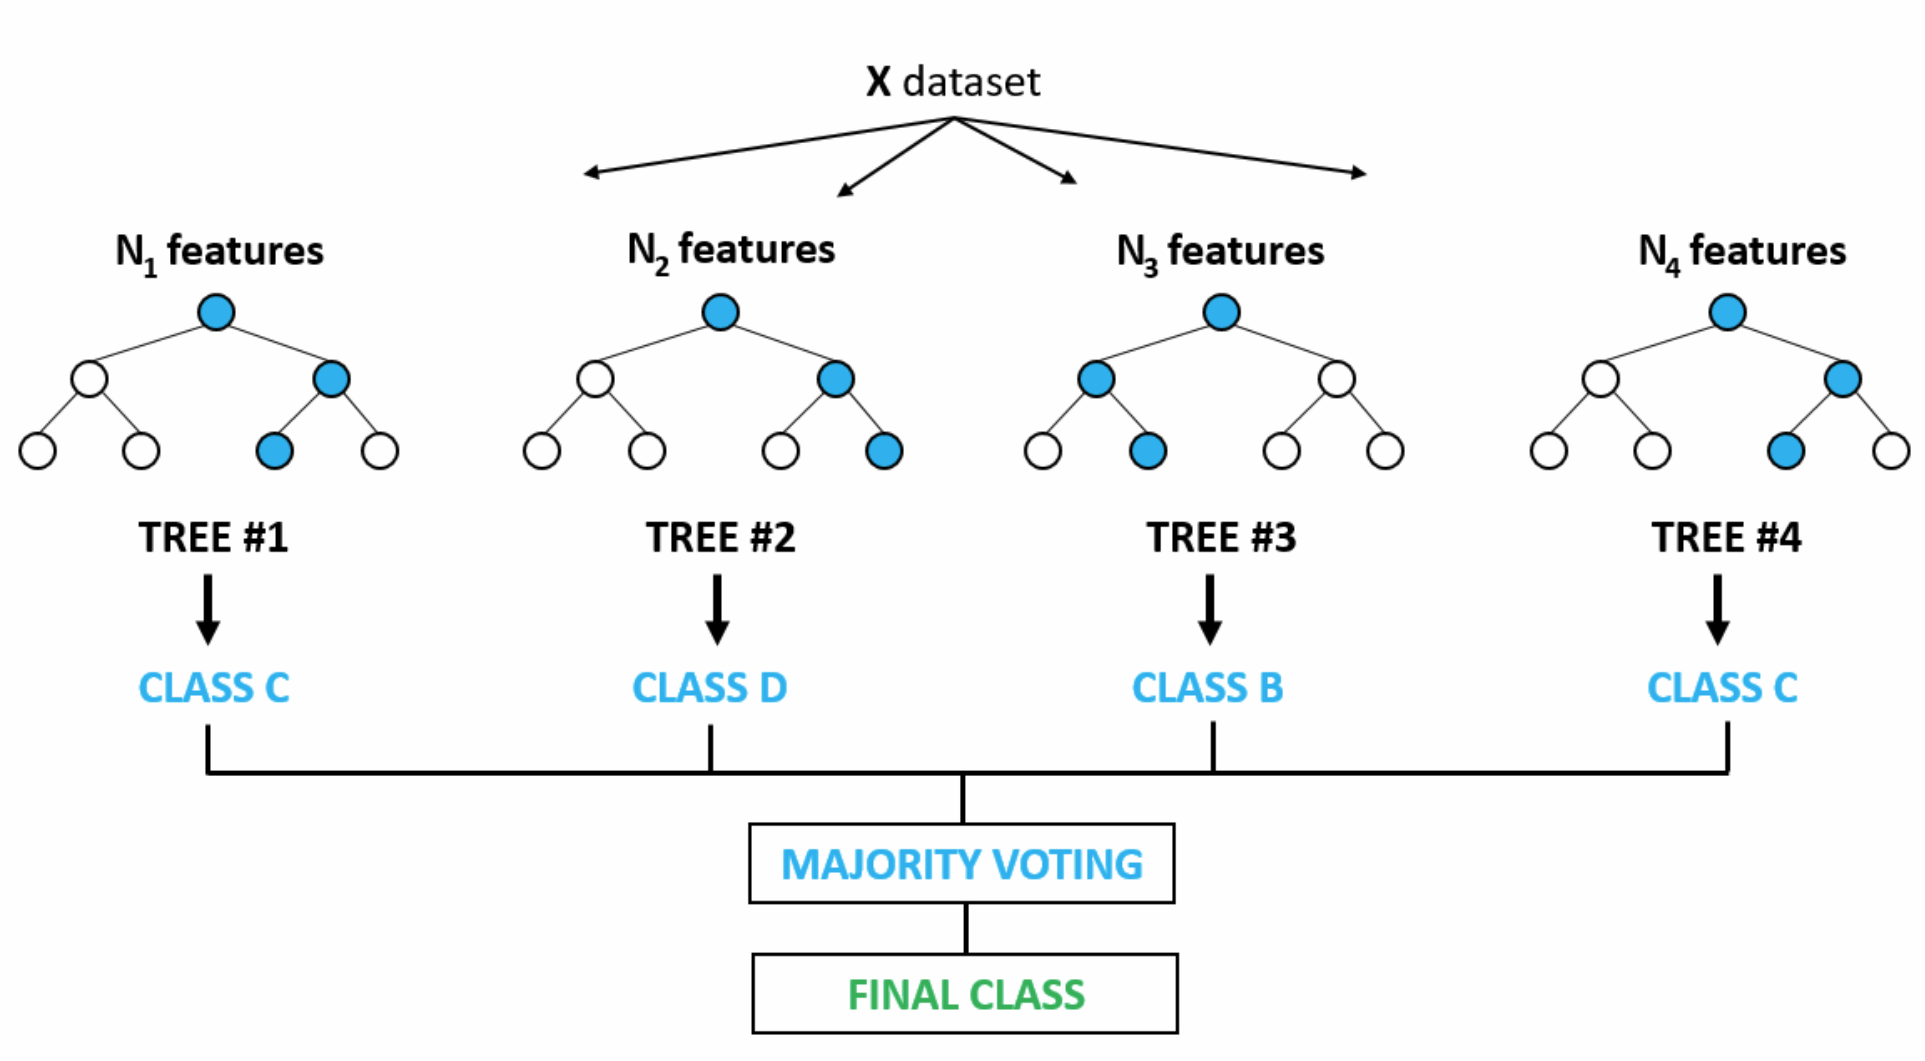 X dataset
N1 features
N2 features
N3 features
N4 features
TREE #1
TREE #2
TREE #3
TREE #4
CLASS C
CLASS D
CLASS B
CLASS C
MAJORITY VOTING
FINAL CLASS